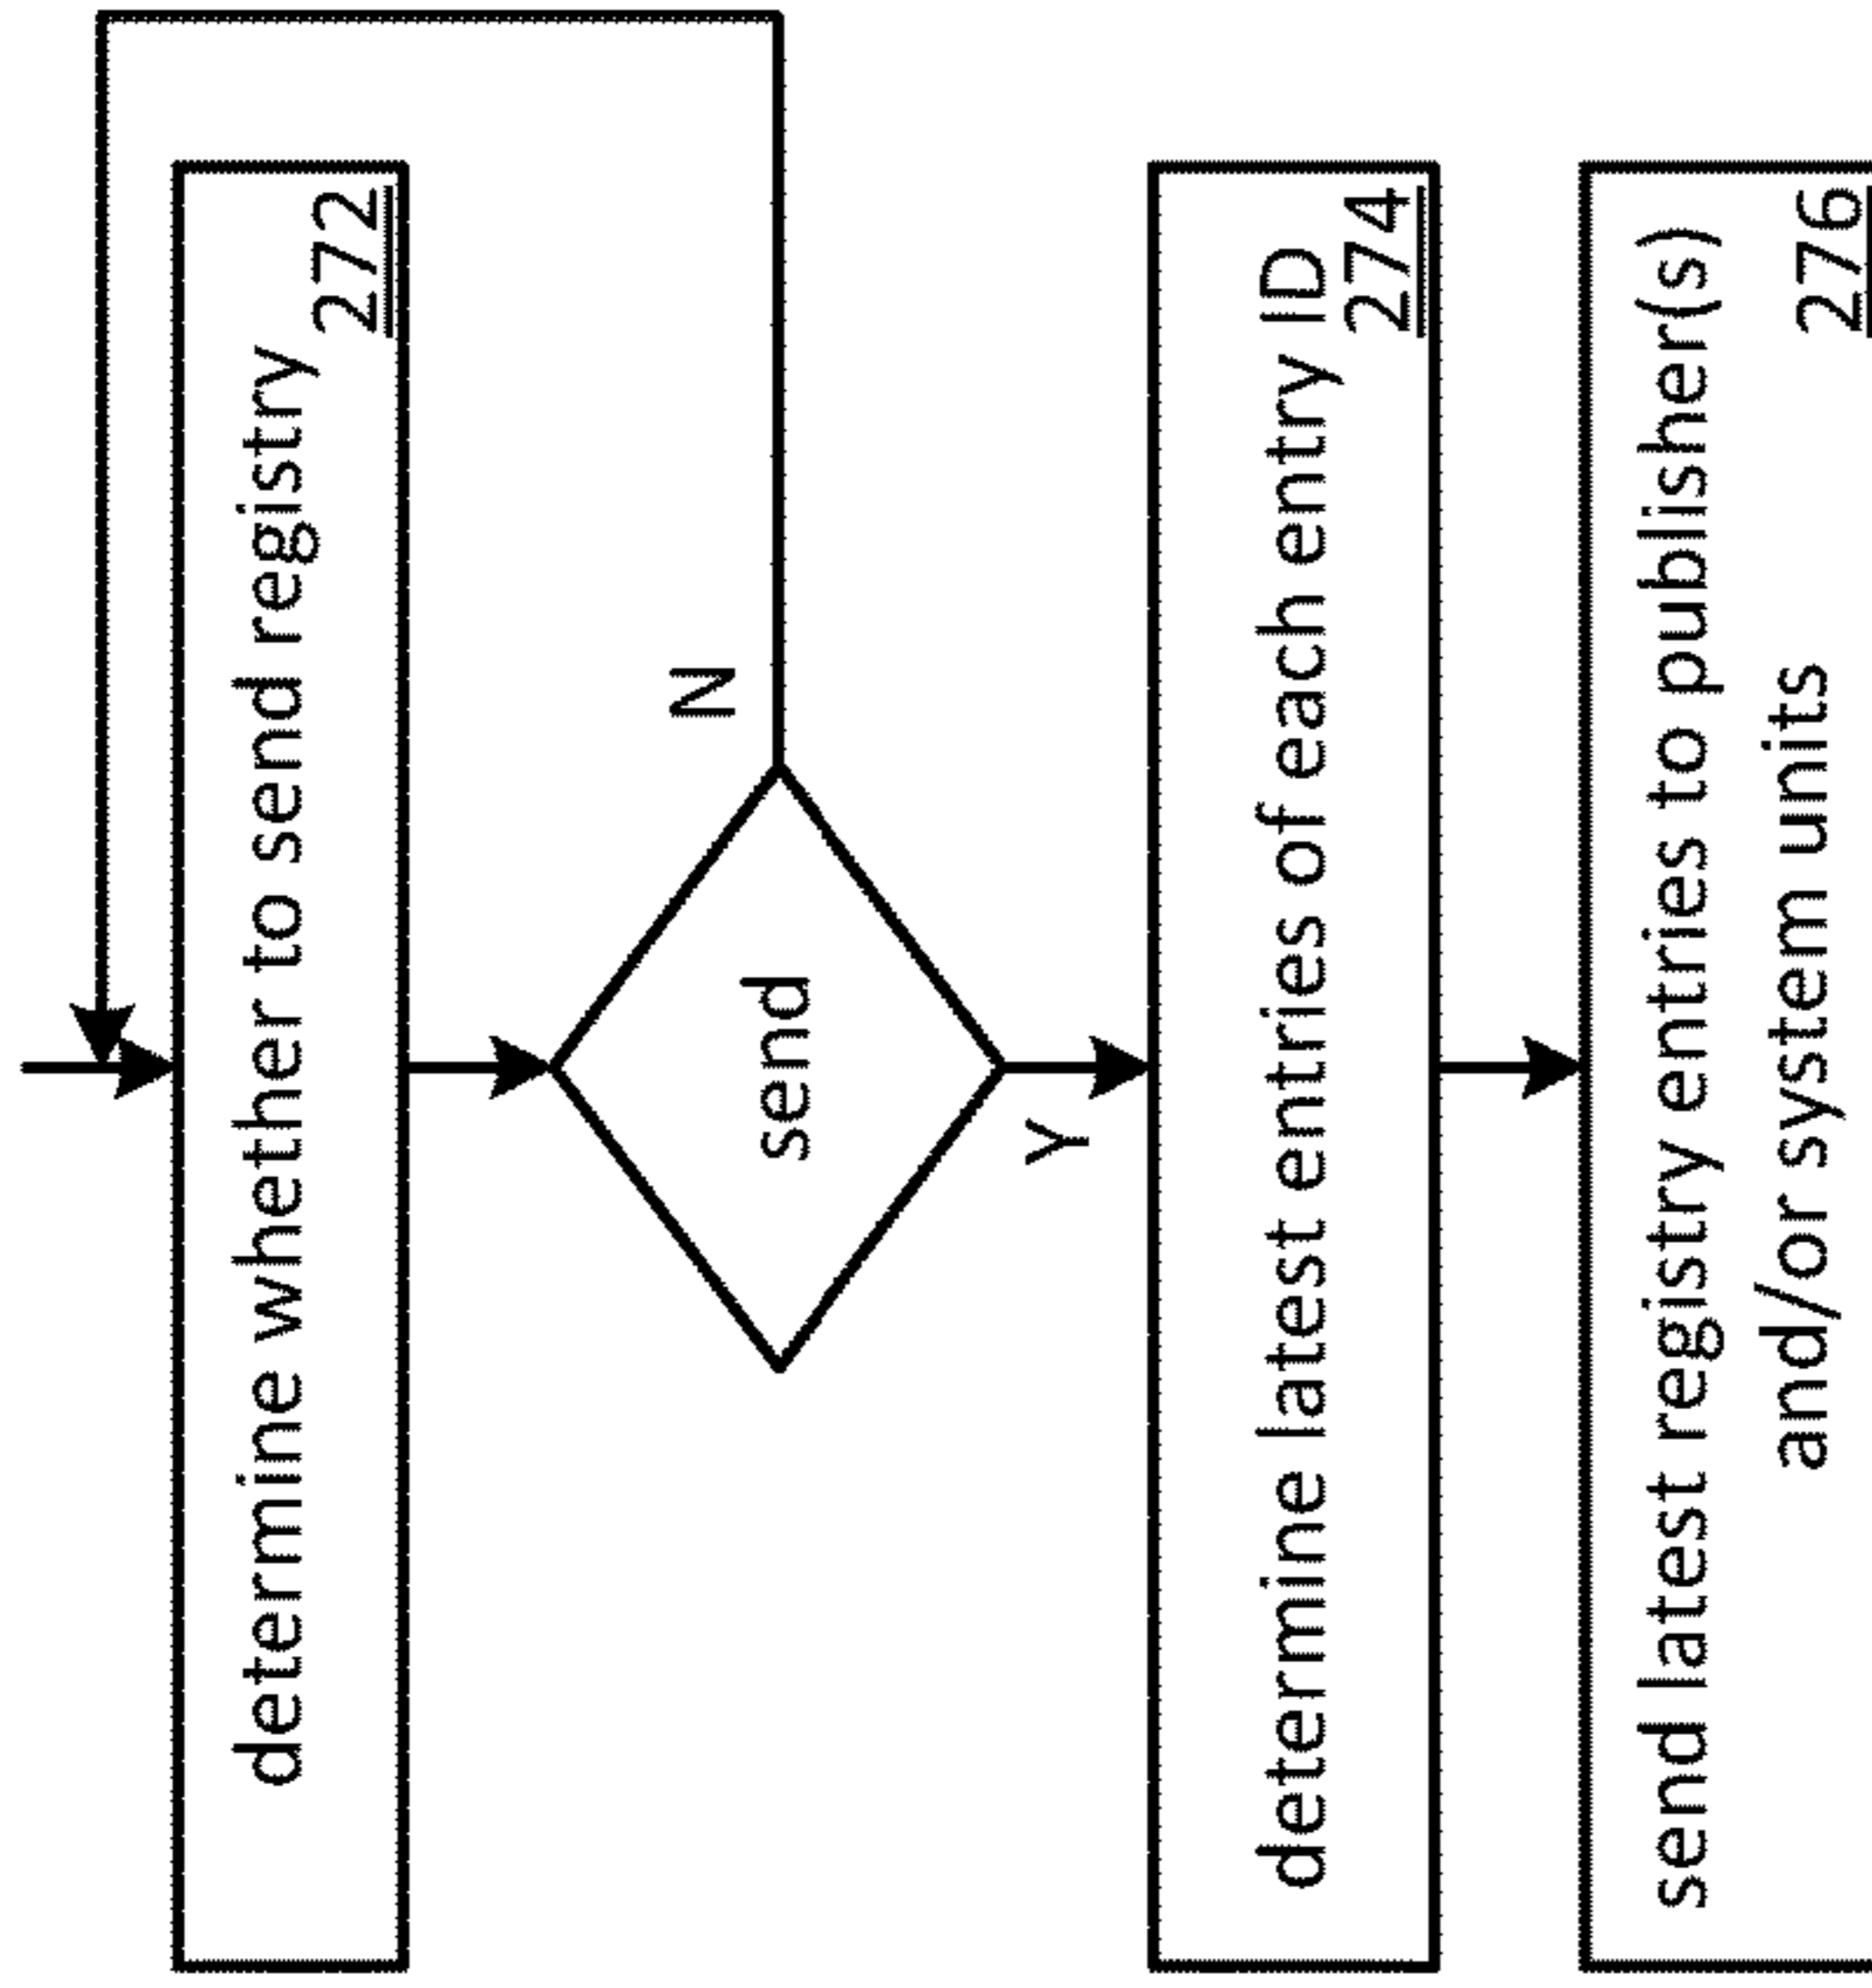 determine whether to send registry
272
send
N
Y
determine latest entries of each entry ID
274
send latest registry entries to publisher(s)
and/or system units
276